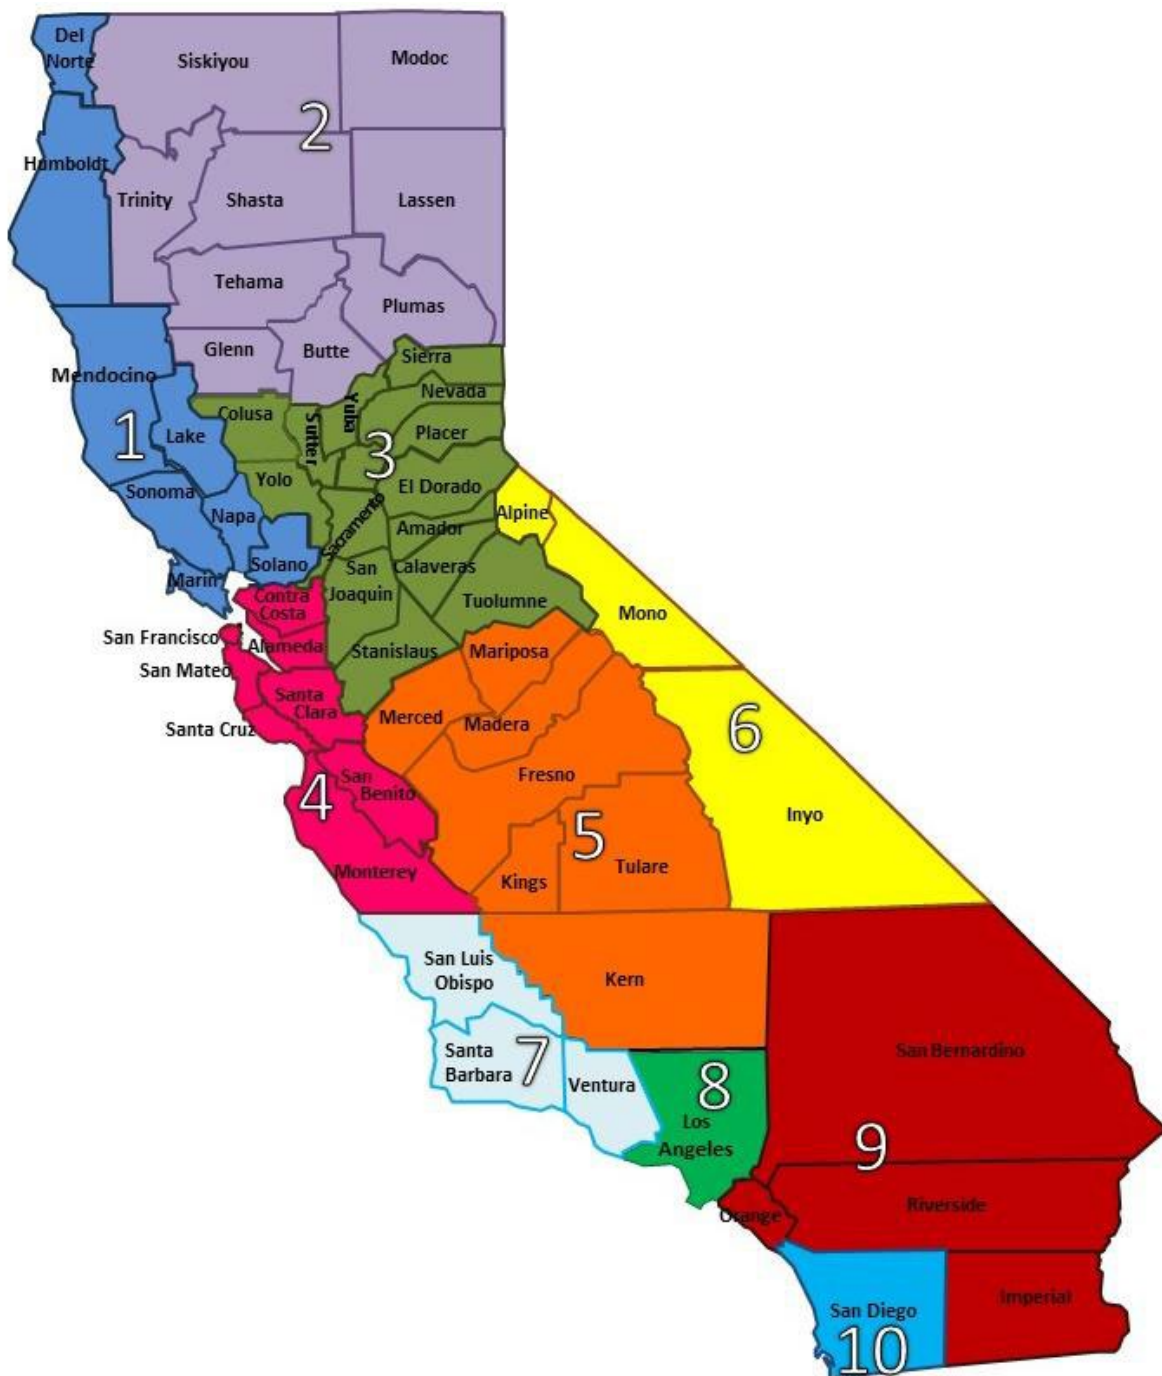 Del
Norte
Siskiyou
Modoc
2
Humboldt
Trinity
Shasta
Lassen
Tehama
Plumas
Glenn
Butte
Sierra
Mendocino
Nevada
Colusa
Sutter
Yuba
Placer
1
Lake
3
Yolo
El Dorado
Sonoma
Napa
Sacramento
Amador
Alpine
Solano
Marin
San
Joaquin
Calaveras
Contra
Costa
Tuolumne
Mono
San Francisco
Alameda
Stanislaus
Mariposa
San Mateo
Santa
Clara
Merced
Madera
6
Santa Cruz
San
Benito
4
Fresno
Inyo
5
Monterey
Kings
Tulare
San Luis
Obispo
Kern
Santa
Barbara
7
Ventura
8
Los
Angeles
San Bernardino
9
Orange
Riverside
San Diego
10
Imperial